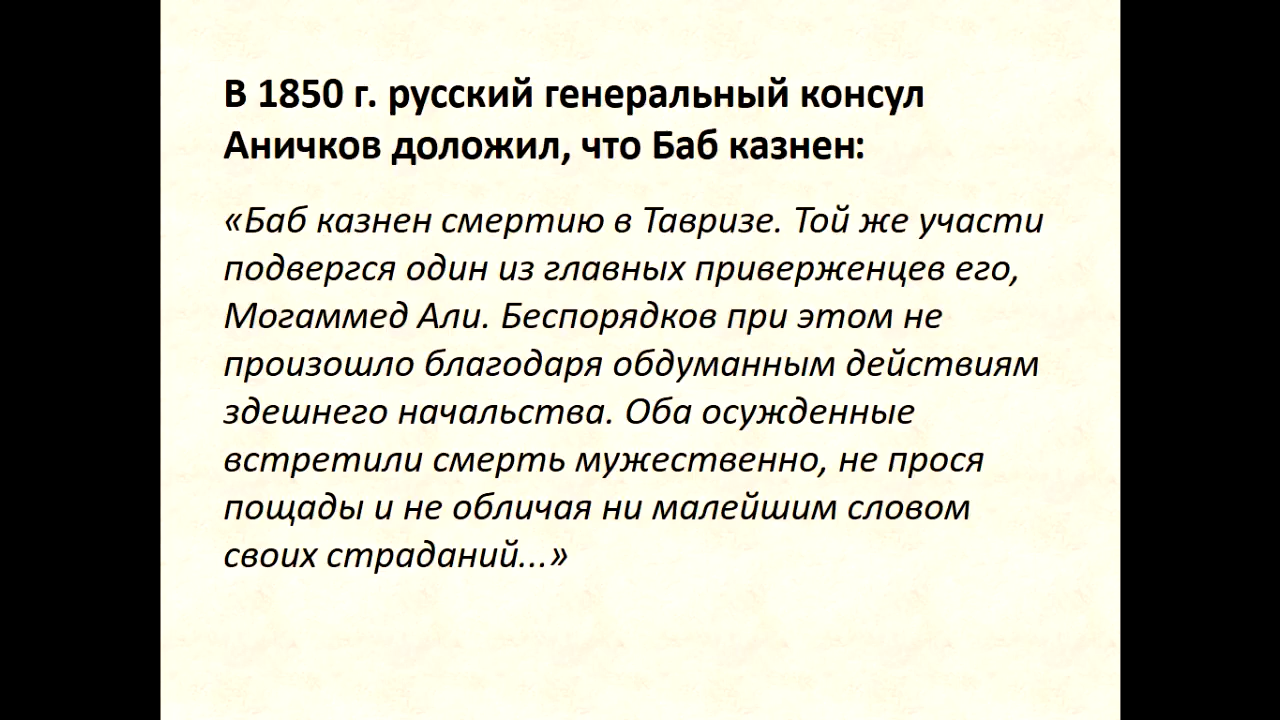 В 1850 г. русский генеральный консул
Аничков доложил, что Баб казнен:
«Баб казнен смертию в Тавризе. Той же участи
подвергся один из главных приверженцев его,
Могаммед Али. Беспорядков при этом не
произошло благодаря обдуманным действиям
здешнего начальства. Оба осужденные
встретили смерть мужественно, не прося
пощады и не обличая ни малейшим словом
своих страданий...»